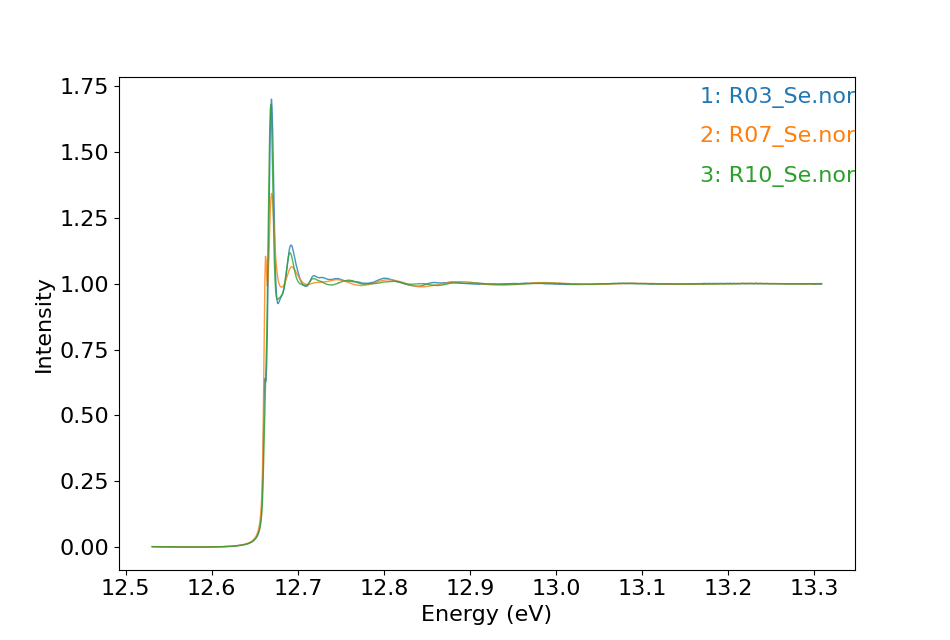 1.75
1: R03_Se.nor
2: R07_Se.nor
1.50
3: R10_Se.nor
1.25
1.00
0.75
0.50
0.25
0.00
Intensity
12.5 12.6 12.7 12.8 12.9 13.0 13.1 13.2 13.3
Energy (eV)